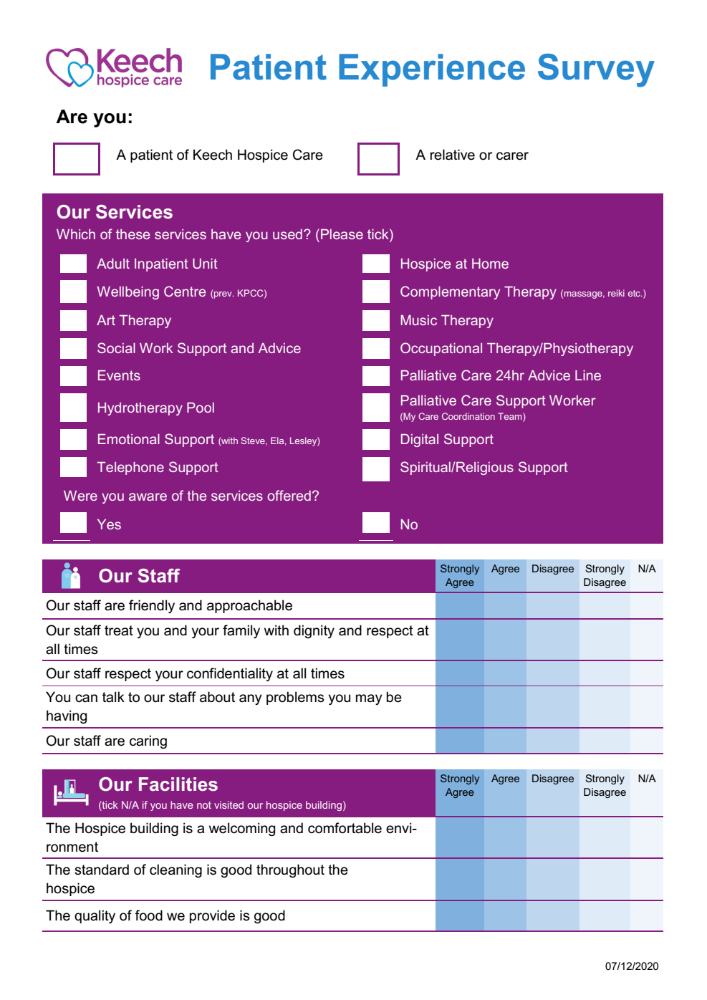 Keech
hospice care
Patient Experience Survey
Are you:
A patient of Keech Hospice Care
A relative or carer
Our Services
Which of these services have you used? (Please tick)
Adult Inpatient Unit
Hospice at Home
Wellbeing Centre (prev. KPCC)
Complementary Therapy (massage, reiki etc.)
Art Therapy
Music Therapy
Social Work Support and Advice
Occupational Therapy/Physiotherapy
Events
Palliative Care 24hr Advice Line
Hydrotherapy Pool
Palliative Care Support Worker
(My Care Coordination Team)
Emotional Support (with Steve, Ela, Lesley)
Digital Support
Telephone Support
Spiritual/Religious Support
Were you aware of the services offered?
Yes
No
Our Staff
Strongly Agree
Agree
Disagree
Strongly Disagree
N/A
Our staff are friendly and approachable
Our staff treat you and your family with dignity and respect at
all times
Our staff respect your confidentiality at all times
You can talk to our staff about any problems you may be
having
Our staff are caring
Our Facilities
(tick N/A if you have not visited our hospice building)
Strongly Agree
Agree
Disagree
Strongly Disagree
N/A
The Hospice building is a welcoming and comfortable envi-
ronment
The standard of cleaning is good throughout the
hospice
The quality of food we provide is good
07/12/2020